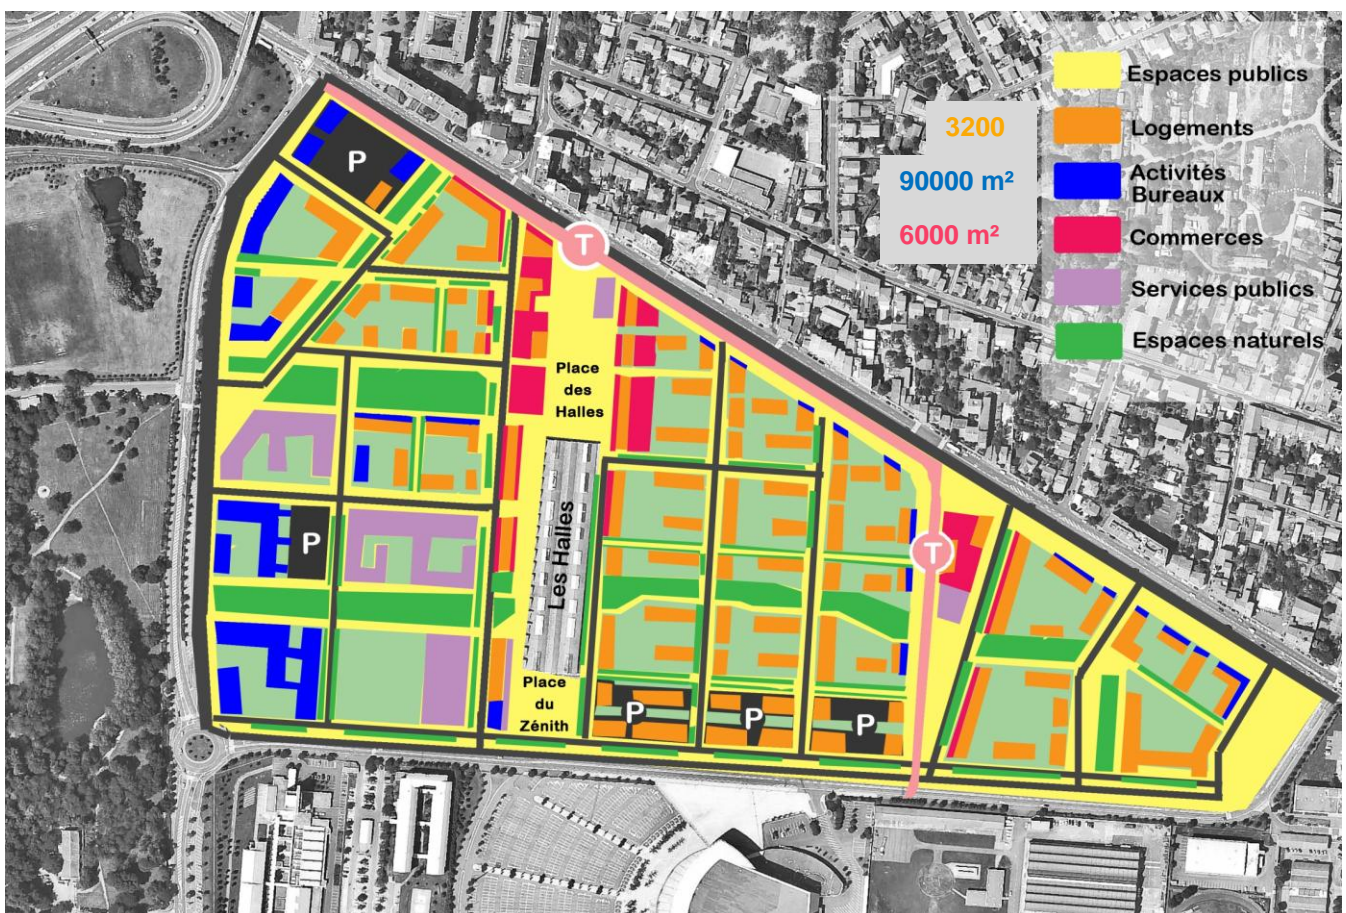 Espaces publics
3200
Logements
90000 m²
Activités
Bureaux
6000 m²
Commerces
Services publics
Espaces naturels
P
T
Place
des
Halles
Les Halles
P
T
Place
du
Zénith
P
P
P